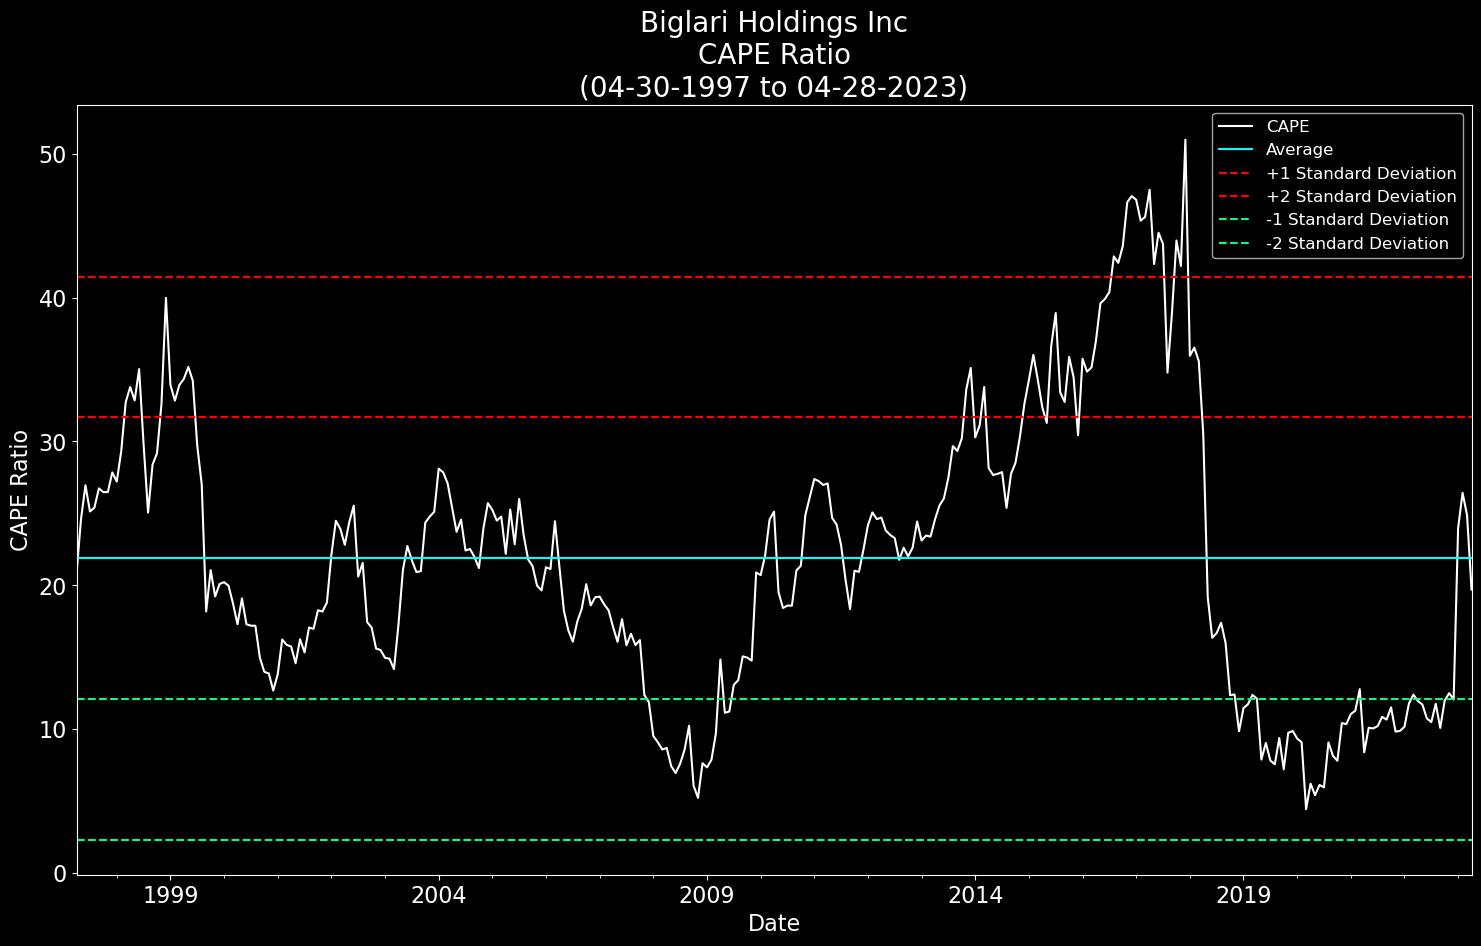 Biglari Holdings Inc
CAPE Ratio
(04-30-1997 to 04-28-2023)
CAPE
Average
+1 Standard Deviation
+2 Standard Deviation
-1 Standard Deviation
-2 Standard Deviation
CAPE Ratio
50
40
30
20
10
0
1999 2004 2009 2014 2019
Date